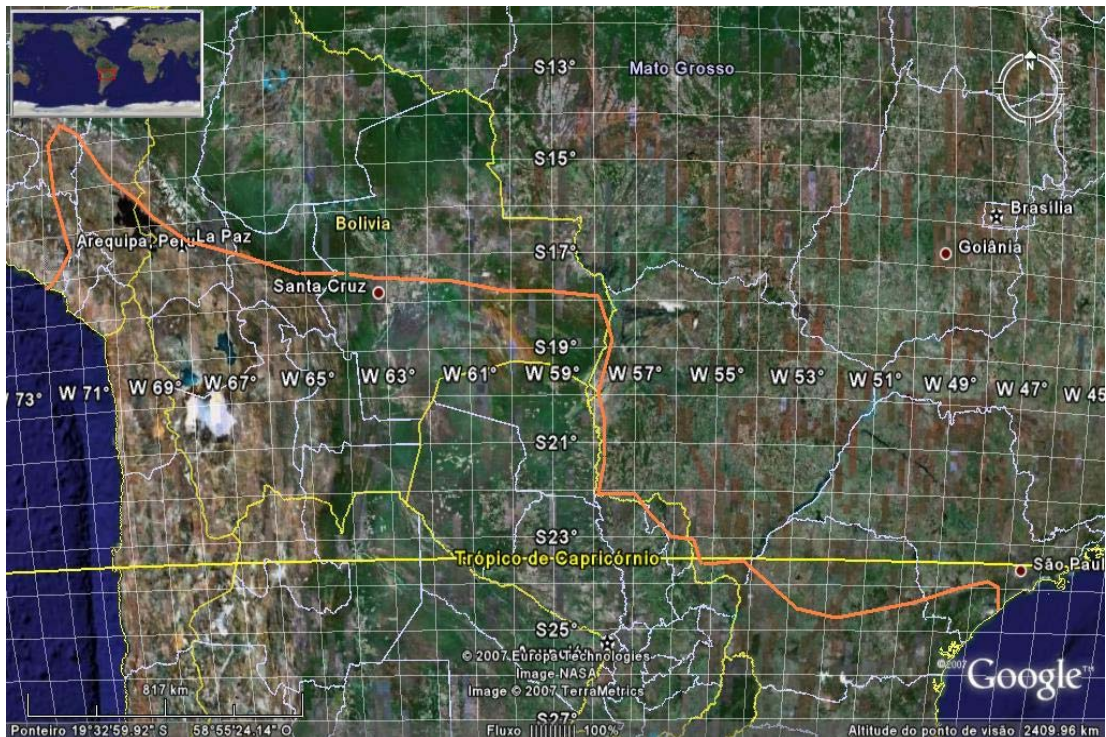 S13°
Mato Grosso
N
S15°
Brasília
Bolivia
Arequipa, Peru
La Paz
S17°
Goiânia
Santa Cruz
S19°
W 73°
W 71°
W 69°
W 67°
W 65°
W 63°
W 61°
W 59°
W 57°
W 55°
W 53°
W 51°
W 49°
W 47°
W 45
S21°
S23°
Trópico de Capricórnio
São Paul
S25°
© 2007 Europa Technologies
Image NASA
Image © 2007 TerraMetrics
©2007 Google™
817 km
S27°
Ponteiro 19°32'59.92" S 58°55'24.14" O
Fluxo 100%
Altitude do ponto de visão 2409.96 km